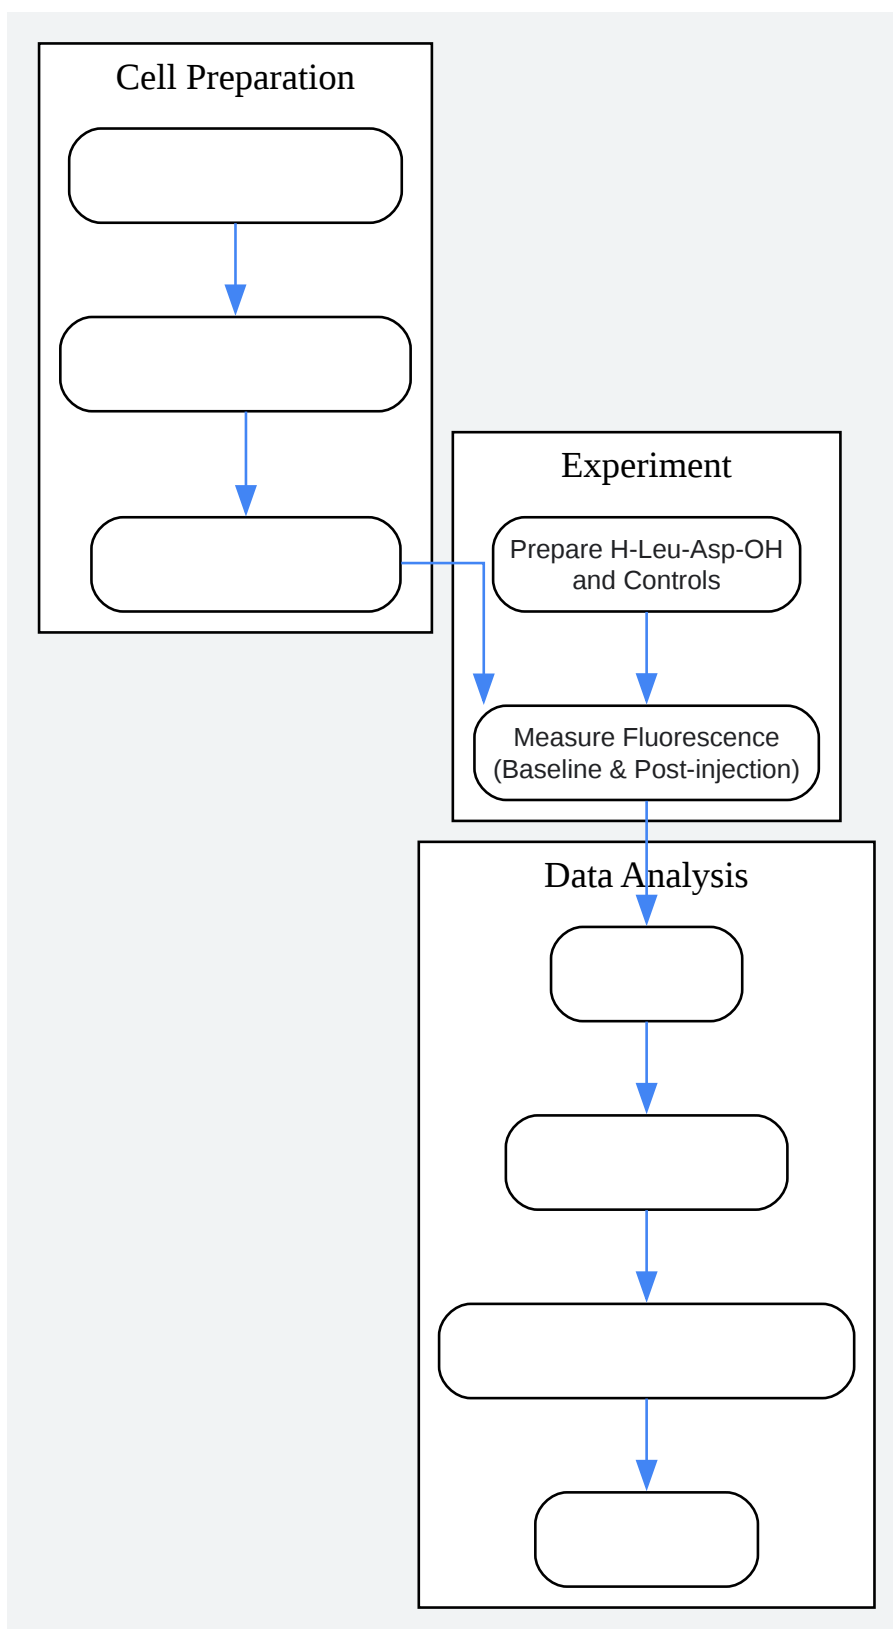 Cell Preparation
Experiment
Prepare H-Leu-Asp-OH
and Controls
Measure Fluorescence
(Baseline & Post-injection)
Data Analysis